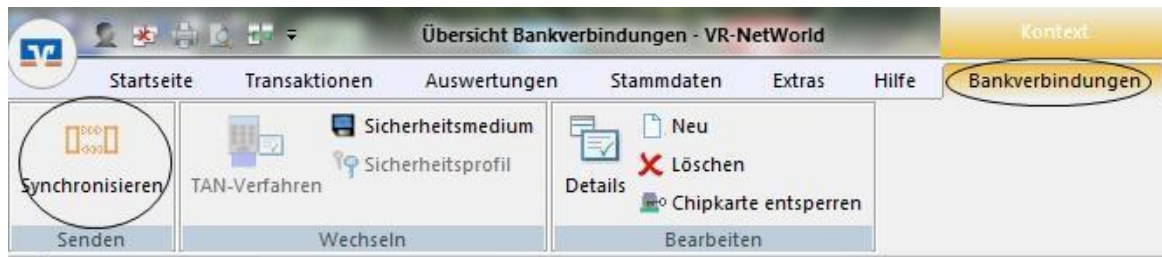 Übersicht Bankverbindungen - VR-NetWorld
Kontext
Startseite Transaktionen Auswertungen Stammdaten Extras Hilfe Bankverbindungen
Synchronisieren
Senden
TAN-Verfahren
Sicherheitsmedium
Sicherheitsprofil
Wechseln
Details
Neu
Löschen
Chipkarte entsperren
Bearbeiten